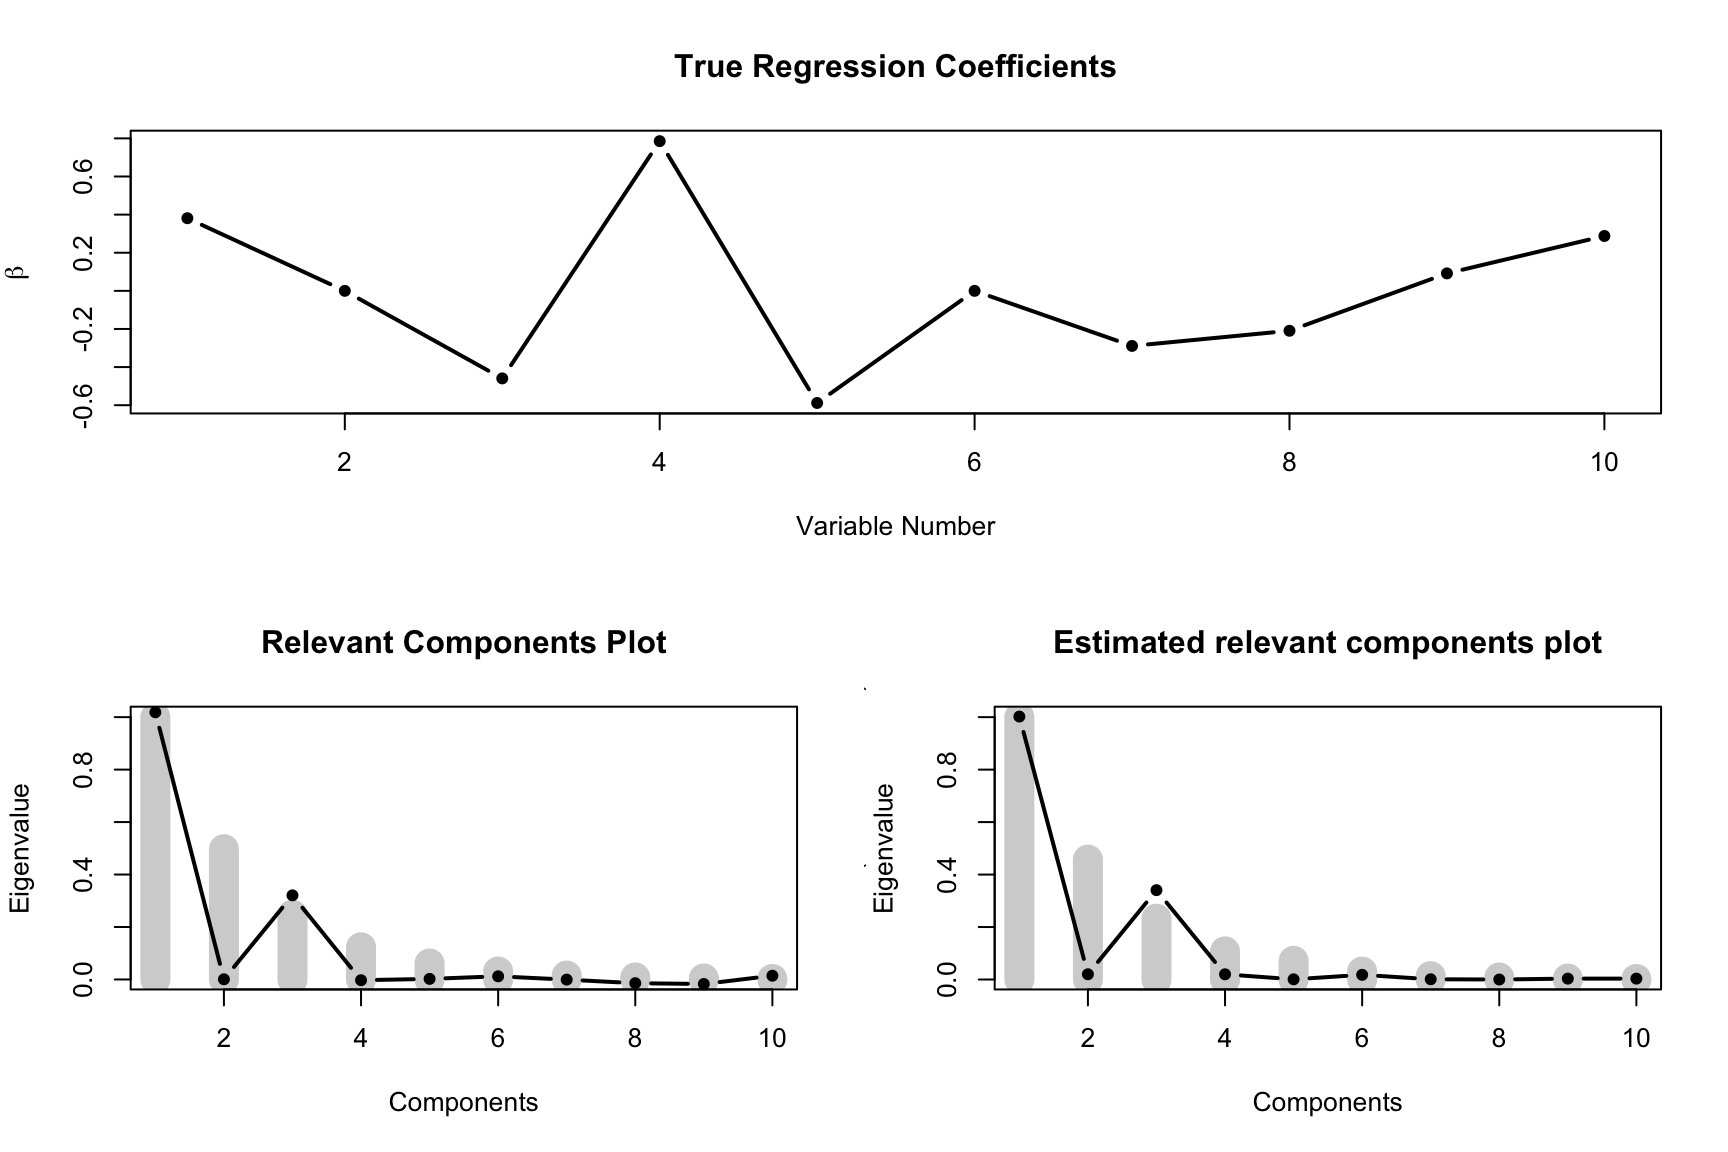 True Regression Coefficients
β
0.6
0.2
-0.2
-0.6
2 4 6 8 10
Variable Number
Relevant Components Plot
Eigenvalue
0.8
0.4
0.0
2 4 6 8 10
Components
Estimated relevant components plot
Eigenvalue
0.8
0.4
0.0
2 4 6 8 10
Components